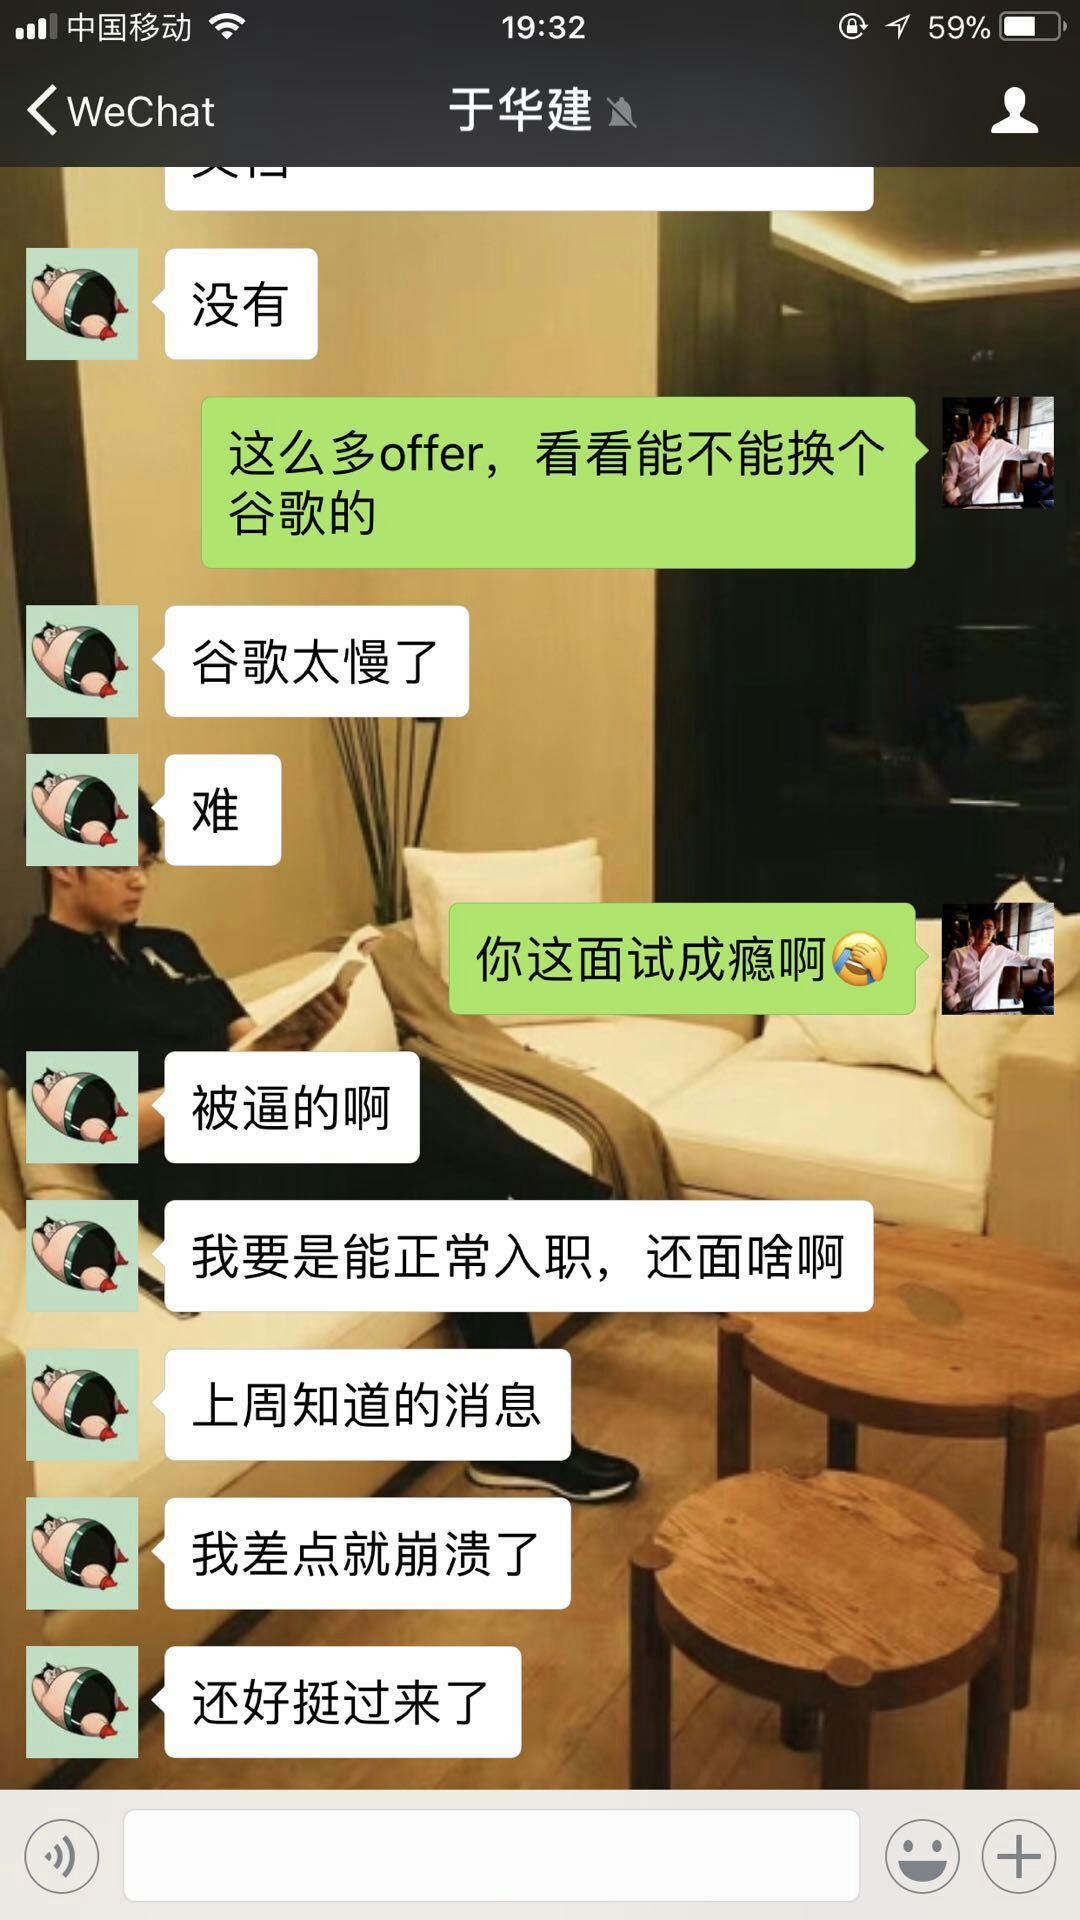 中国移动 19:32 59%
WeChat 于华建
没有
这么多offer，看看能不能换个
谷歌的
谷歌太慢了
难
你这面试成瘾啊🤦
被逼的啊
我要是能正常入职，还面啥啊
上周知道的消息
我差点就崩溃了
还好挺过来了